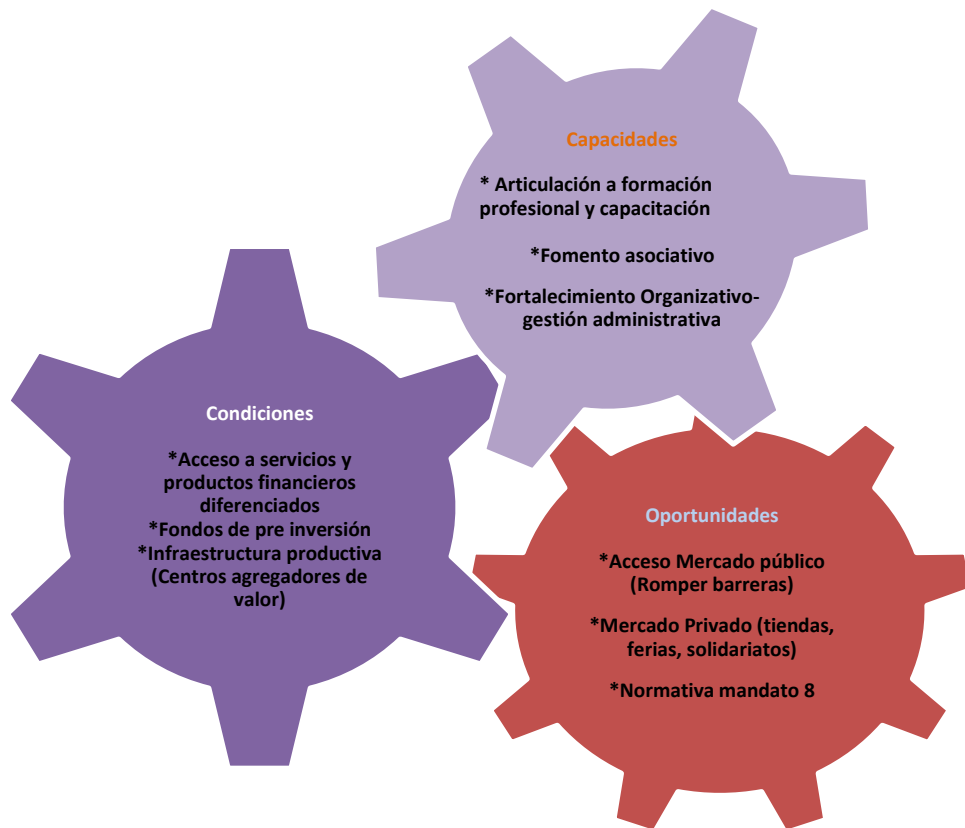 Capacidades
* Articulación a formación
profesional y capacitación
*Fomento asociativo
*Fortalecimiento Organizativo-
gestión administrativa
Condiciones
*Acceso a servicios y
productos financieros
diferenciados
*Fondos de pre inversión
*Infraestructura productiva
(Centros agregadores de
valor)
Oportunidades
*Acceso Mercado público
(Romper barreras)
*Mercado Privado (tiendas,
ferias, solidariatos)
*Normativa mandato 8